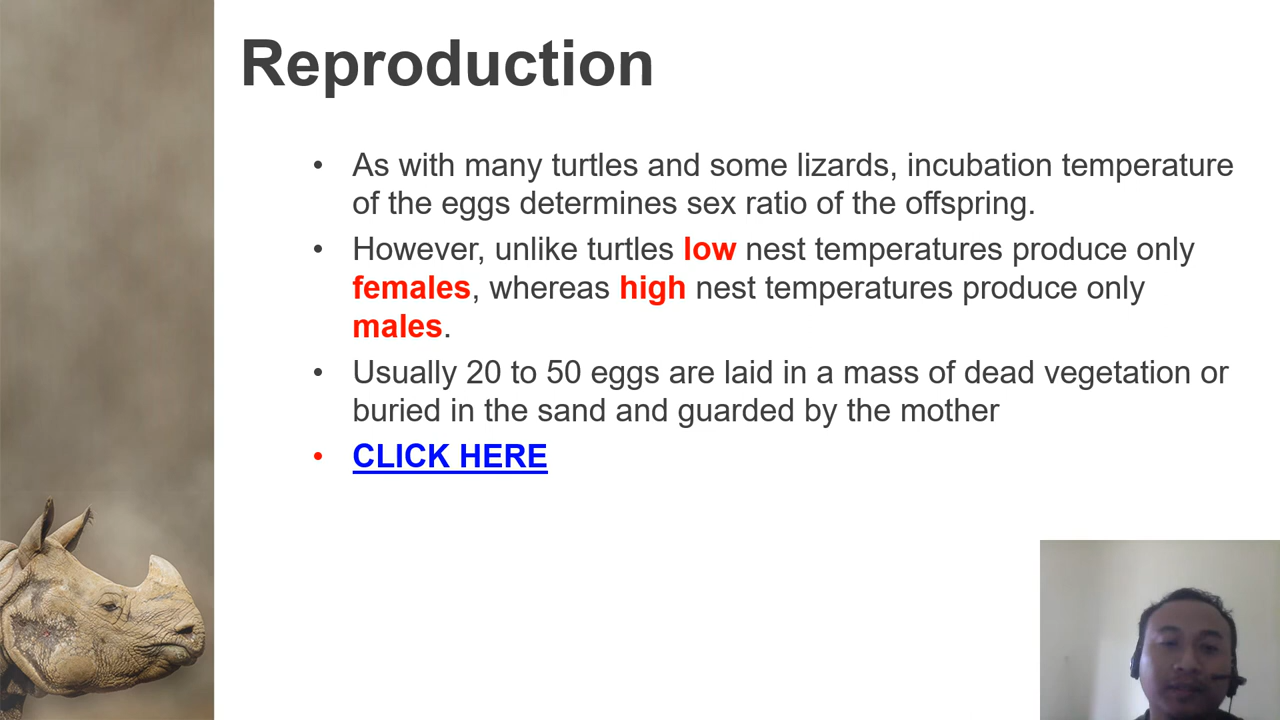 Reproduction
• As with many turtles and some lizards, incubation temperature
of the eggs determines sex ratio of the offspring.
• However, unlike turtles low nest temperatures produce only
females, whereas high nest temperatures produce only
males.
• Usually 20 to 50 eggs are laid in a mass of dead vegetation or
buried in the sand and guarded by the mother
• CLICK HERE